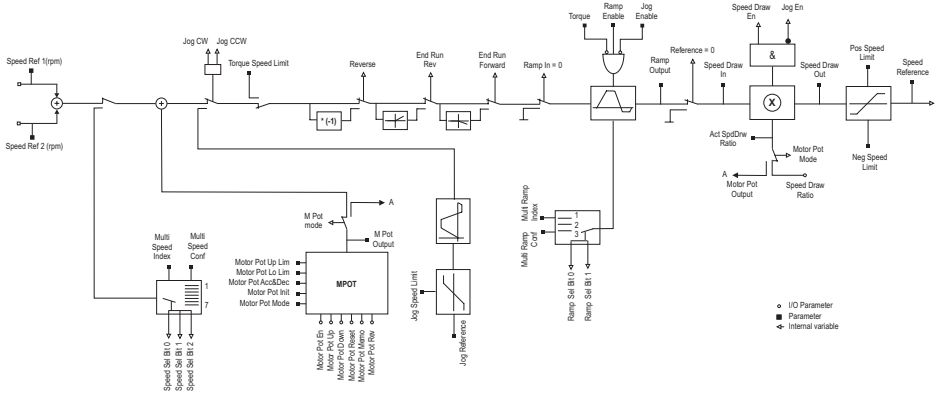 Jog CW
Jog CCW
Torque
Ramp
Enable
Jog
Enable
Speed Draw
En
Jog En
Speed Ref 1(rpm)
Torque Speed Limit
Reverse
End Run
Rev
End Run
Forward
Ramp In = 0
Ramp
Output
Reference = 0
Speed Draw
In
&
Speed Draw
Out
Pos Speed
Limit
Speed
Reference
* (-1)
X
Speed Ref 2 (rpm)
Act SpdDrw
Ratio
Motor Pot
Mode
Neg Speed
Limit
A
Motor Pot
Output
Speed Draw
Ratio
M Pot
mode
A
M Pot
Output
Multi Ramp
Index
Multi Ramp
Conf
1
2
3
Ramp Sel Bit 0
Ramp Sel Bit 1
Multi
Speed
Index
Multi
Speed
Conf
1
7
Speed Sel Bit 0
Speed Sel Bit 1
Speed Sel Bit 2
Motor Pot Up Lim
Motor Pot Lo Lim
Motor Pot Acc&Dec
Motor Pot Init
Motor Pot Mode
MPOT
Motor Pot En
Motor Pot Up
Motor Pot Down
Motor Pot Reset
Motor Pot Memo
Motor Pot Rev
Jog Speed Limit
Jog Reference
I/O Parameter
Parameter
Internal variable